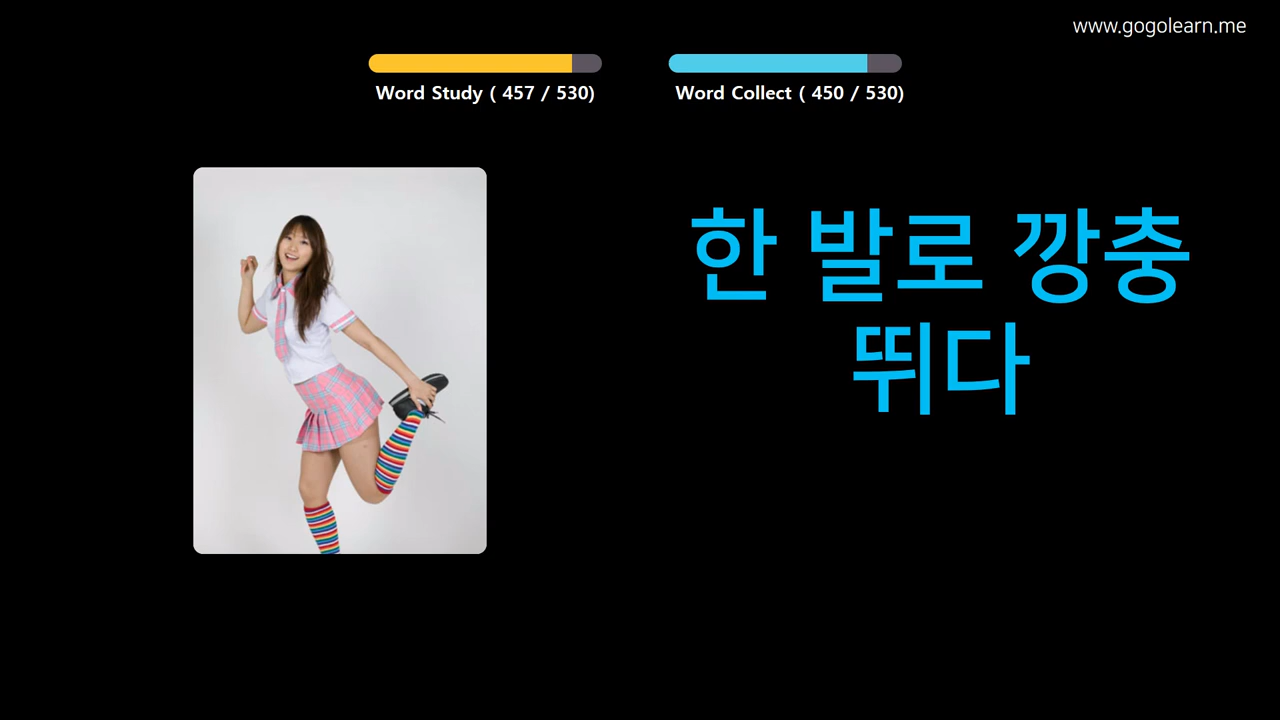 www.gogolearn.me
Word Study ( 457 / 530)
Word Collect ( 450 / 530)
한 발로 깡충
뛰다